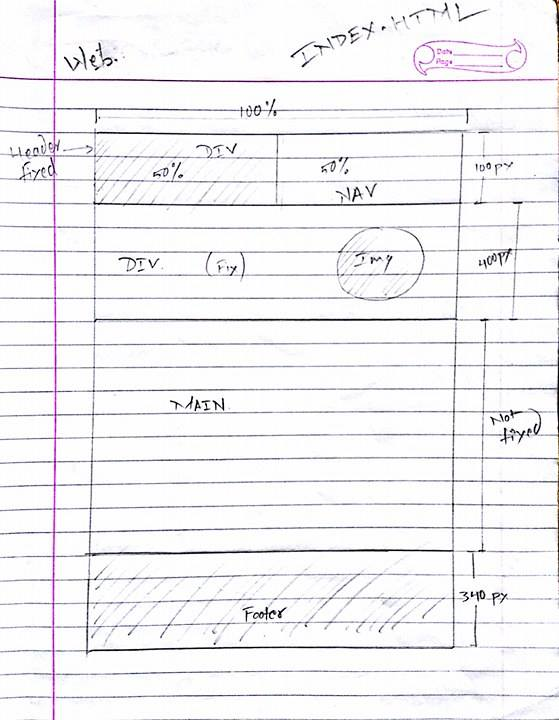 Web.
INDEX.HTML
Date
Page
100%
Header
fixed
DIV
50%
50%
NAV
100px
DIV.
(Fix)
Img
400px
MAIN.
Not
fixed
Footer
340 px